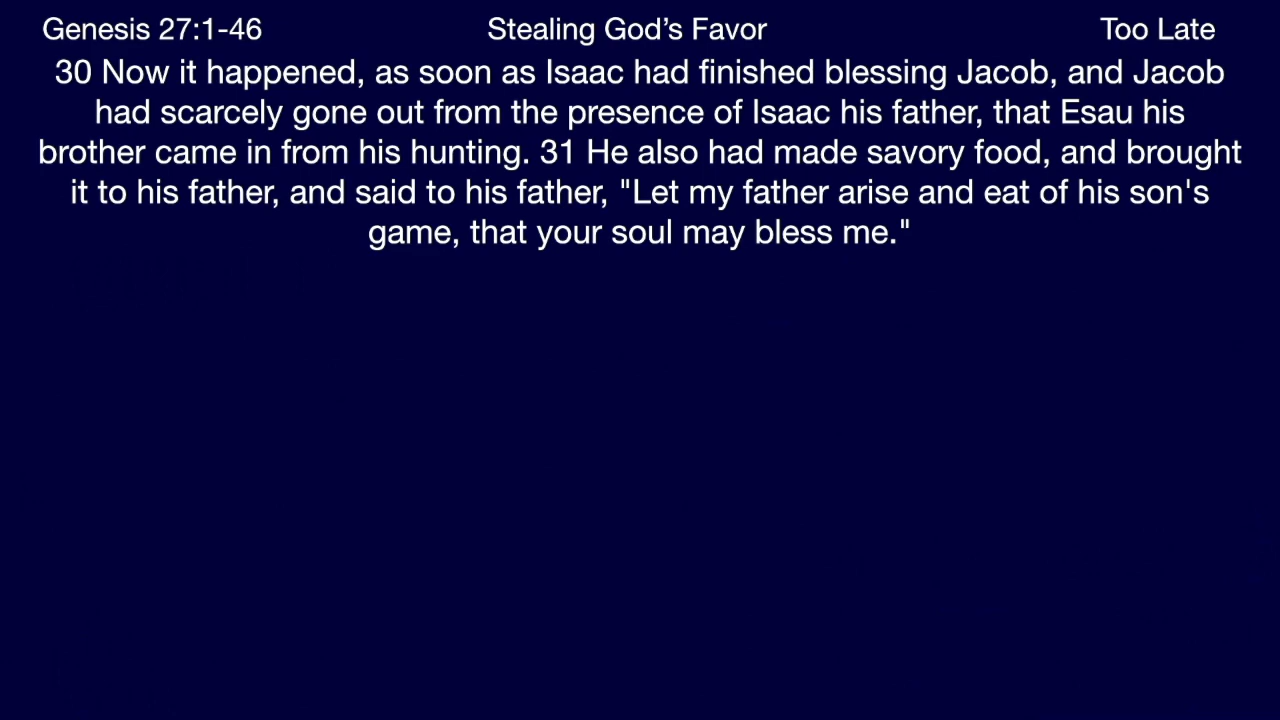 Genesis 27:1-46 Stealing God’s Favor Too Late
30 Now it happened, as soon as Isaac had finished blessing Jacob, and Jacob
had scarcely gone out from the presence of Isaac his father, that Esau his
brother came in from his hunting. 31 He also had made savory food, and brought
it to his father, and said to his father, "Let my father arise and eat of his son's
game, that your soul may bless me."